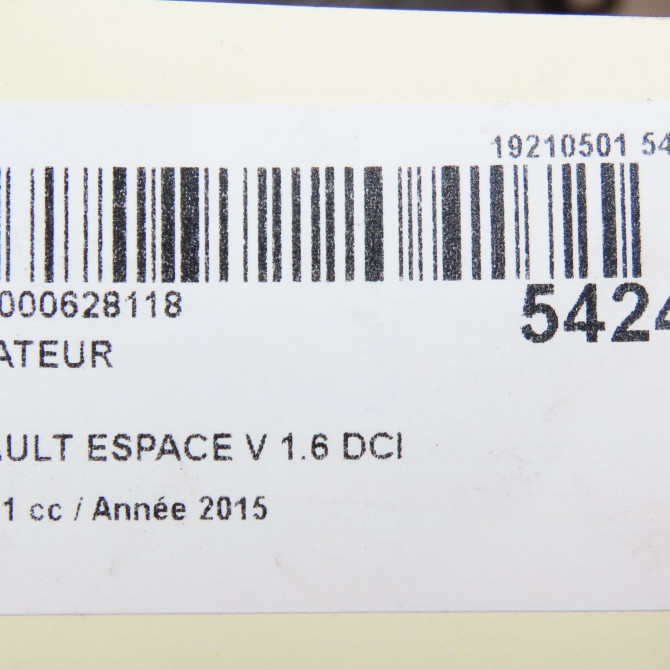 19210501 54
000628118
5424
ATEUR
AULT ESPACE V 1.6 DCI
1 cc / Année 2015